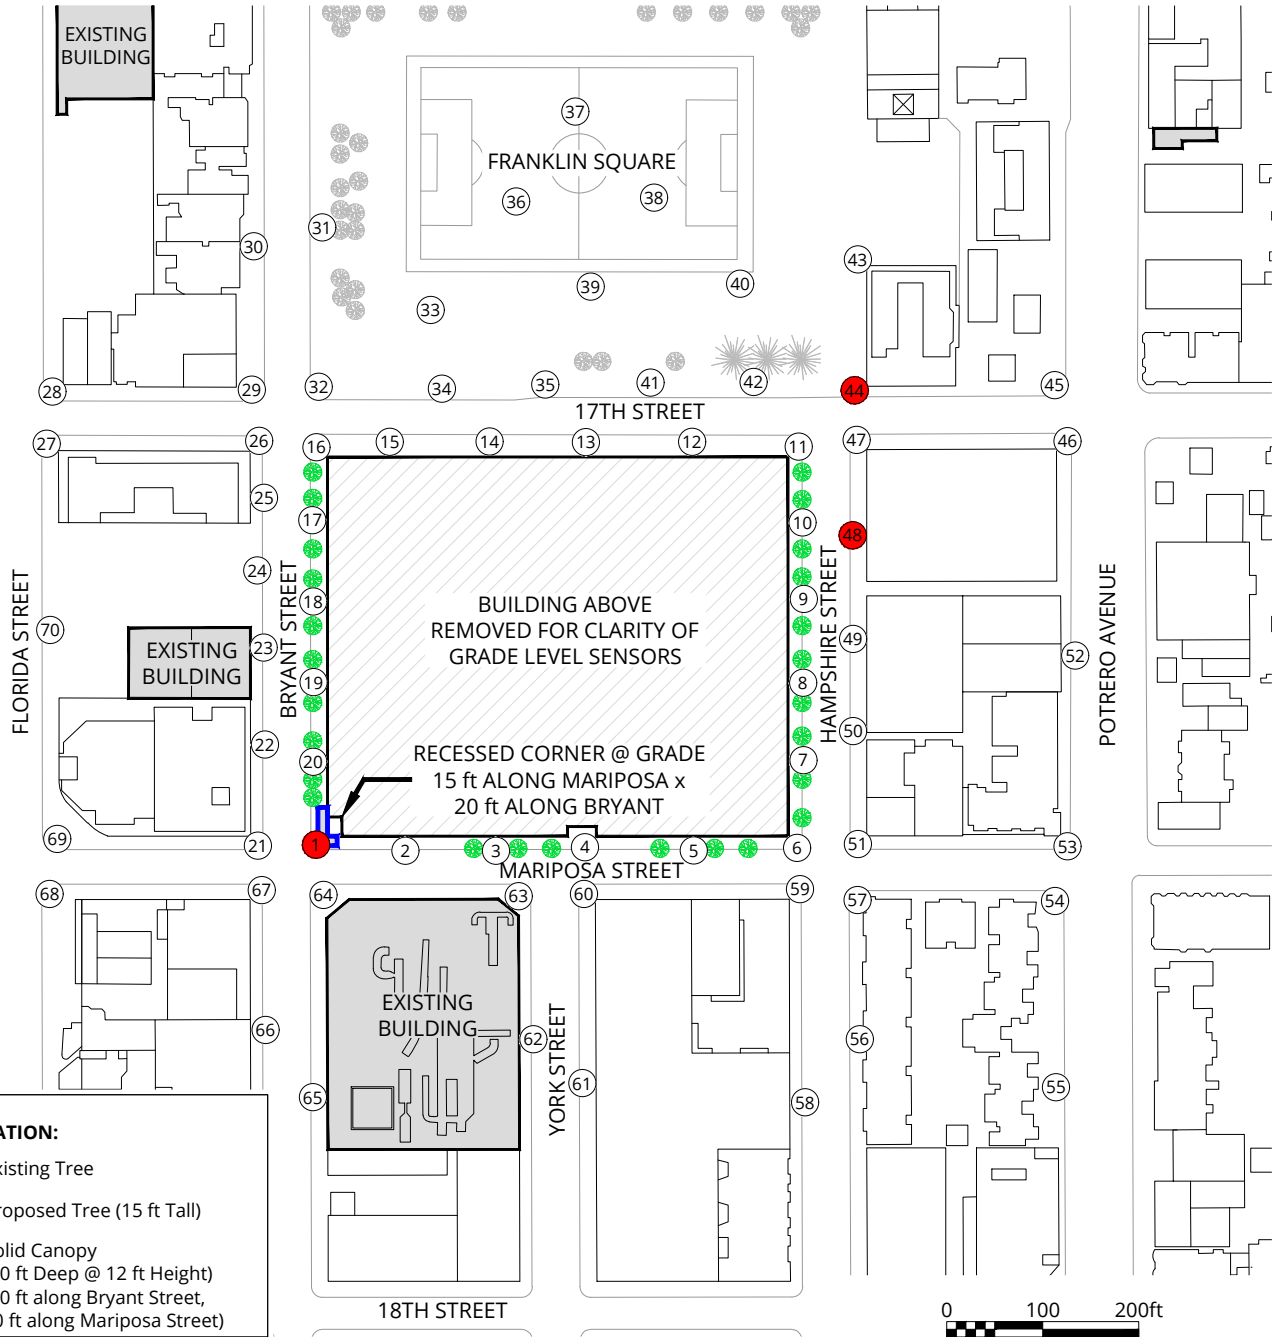 EXISTING
BUILDING
37
FRANKLIN SQUARE
36
38
31
30
43
39
40
33
28
29
32
34
35
41
42
44
45
17TH STREET
27
26
16
15
14
13
12
11
47
46
25
17
10
48
24
18
9
BUILDING ABOVE
REMOVED FOR CLARITY OF
GRADE LEVEL SENSORS
FLORIDA STREET
BRYANT STREET
HAMPSHIRE STREET
POTRERO AVENUE
70
23
EXISTING
BUILDING
49
52
19
8
22
50
20
7
RECESSED CORNER @ GRADE
15 ft ALONG MARIPOSA x
20 ft ALONG BRYANT
69
21
1
2
3
4
5
6
51
53
MARIPOSA STREET
68
67
64
63
60
59
57
54
EXISTING
BUILDING
66
62
56
YORK STREET
65
61
58
55
ATION:
xisting Tree
roposed Tree (15 ft Tall)
olid Canopy
0 ft Deep @ 12 ft Height)
0 ft along Bryant Street,
0 ft along Mariposa Street)
18TH STREET
0 100 200ft